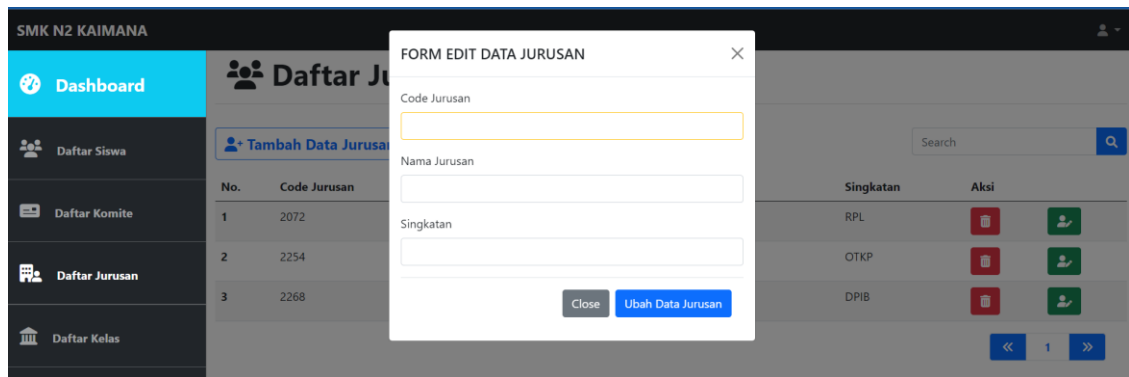 SMK N2 KAIMANA
Dashboard
Daftar Siswa
Daftar Komite
Daftar Jurusan
Daftar Kelas
Daftar Ju
Tambah Data Jurusa
Search
No. Code Jurusan Singkatan Aksi
1 2072 RPL
2 2254 OTKP
3 2268 DPIB
« 1 »
FORM EDIT DATA JURUSAN
Code Jurusan
Nama Jurusan
Singkatan
Close Ubah Data Jurusan